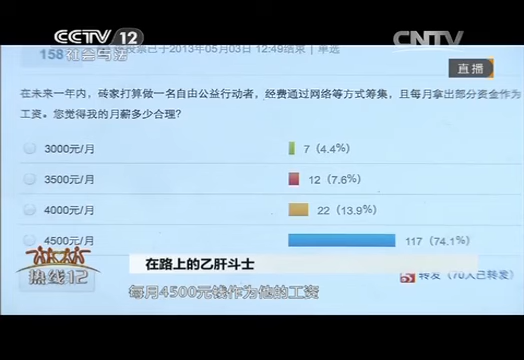 CCTV 12
社会与法
CNTV
直播
158
投票已于2013年05月03日 12:49结束 | 单选
在未来一年内，砖家打算做一名自由公益行动者，经费通过网络等方式筹集，且每月拿出部分资金作为
工资。您觉得我的月薪多少合理？
3000元/月 7（4.4%）
3500元/月 12（7.6%）
4000元/月 22（13.9%）
4500元/月 117（74.1%）
热线12
在路上的乙肝斗士
转发（70人已转发）
每月4500元钱作为他的工资